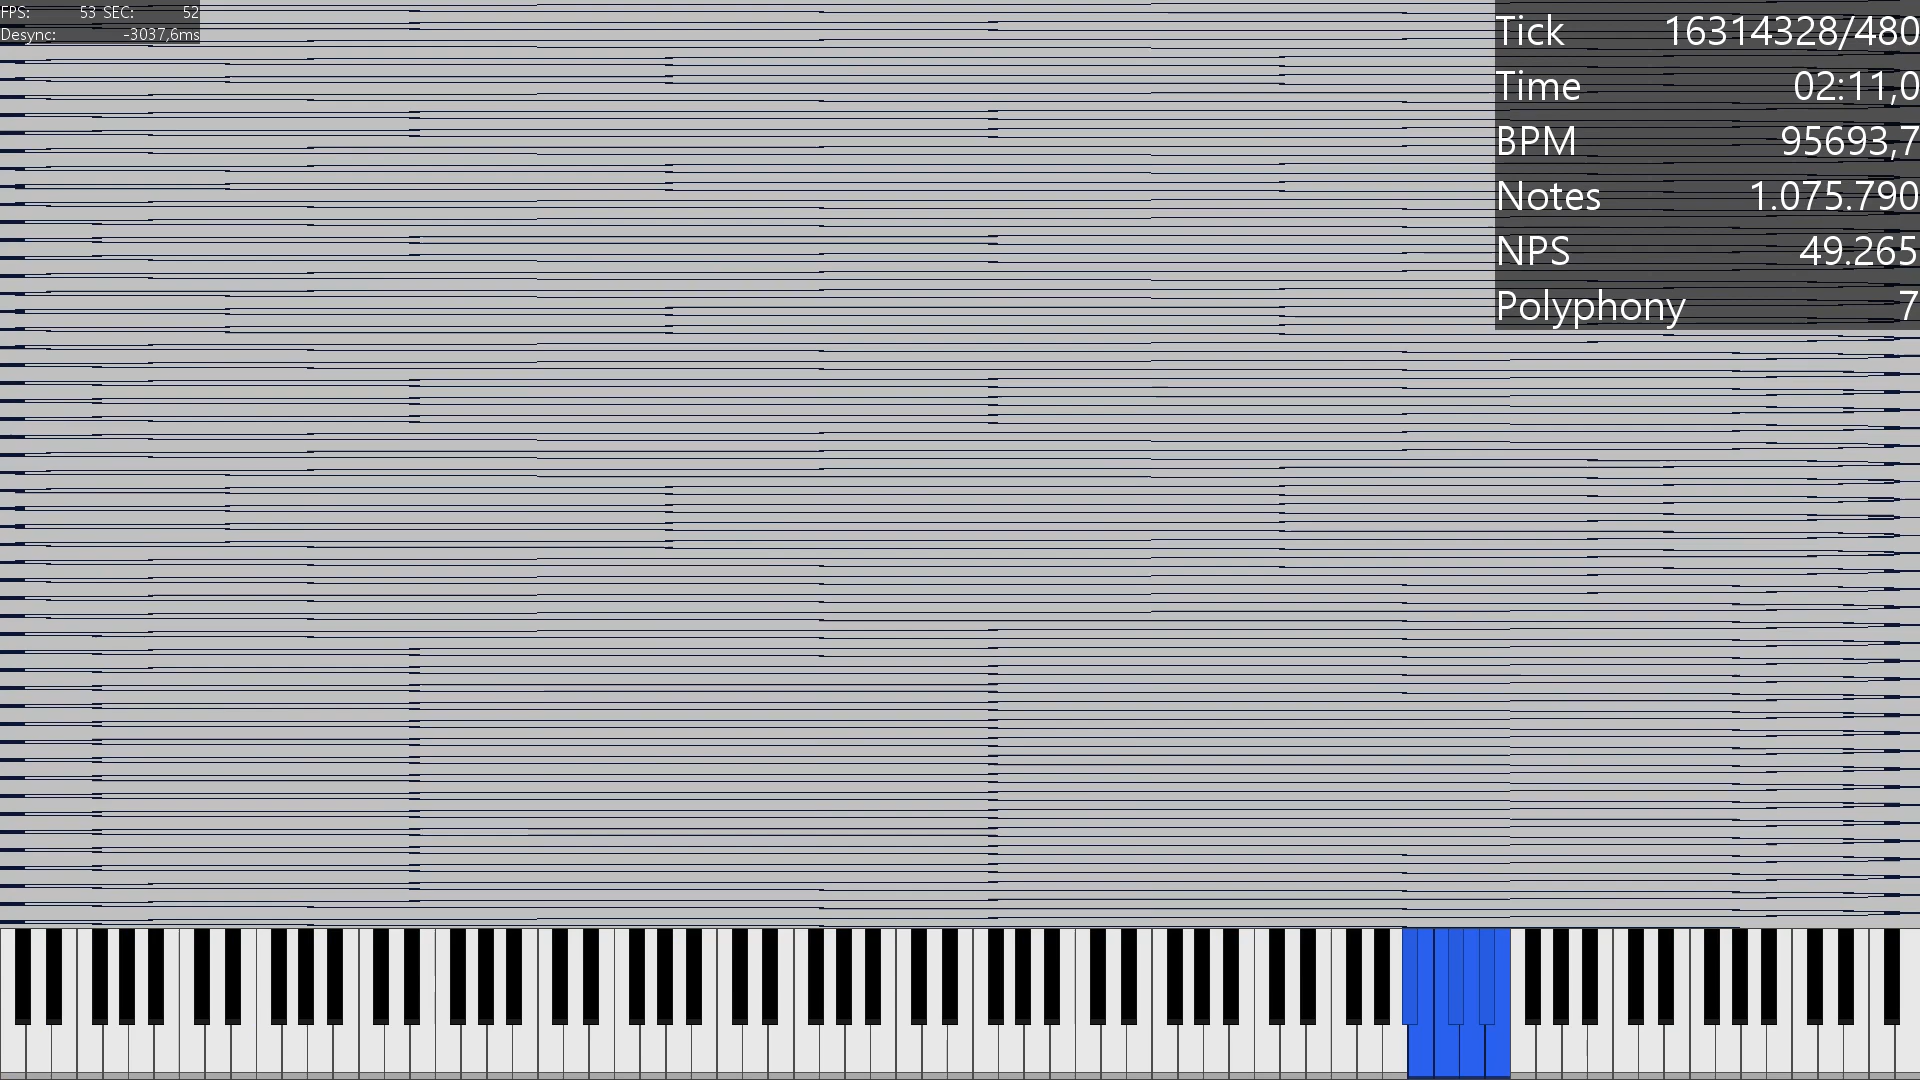 FPS: 53 SEC: 52
Desync: -3037,6ms
Tick 16314328/480
Time 02:11,0
BPM 95693,7
Notes 1.075.790
NPS 49.265
Polyphony 7